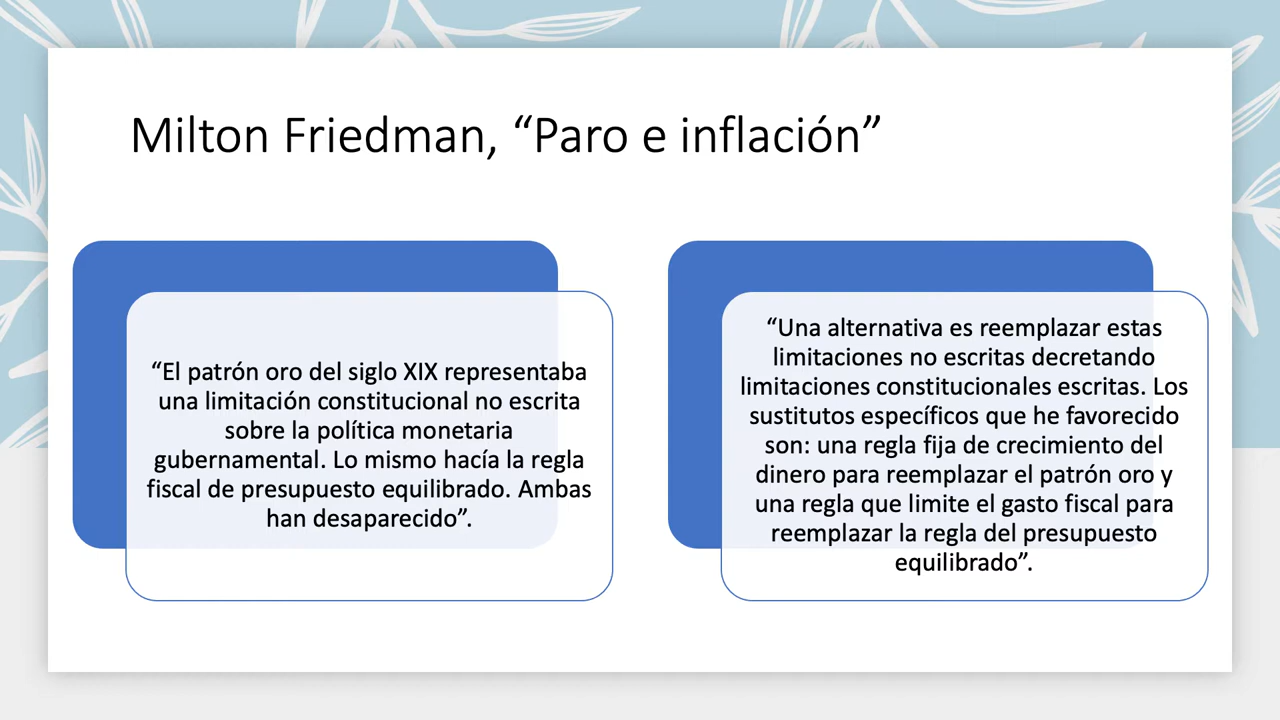 Milton Friedman, “Paro e inflación”
“El patrón oro del siglo XIX representaba
una limitación constitucional no escrita
sobre la política monetaria
gubernamental. Lo mismo hacía la regla
fiscal de presupuesto equilibrado. Ambas
han desaparecido”.
“Una alternativa es reemplazar estas
limitaciones no escritas decretando
limitaciones constitucionales escritas. Los
sustitutos específicos que he favorecido
son: una regla fija de crecimiento del
dinero para reemplazar el patrón oro y
una regla que limite el gasto fiscal para
reemplazar la regla del presupuesto
equilibrado”.